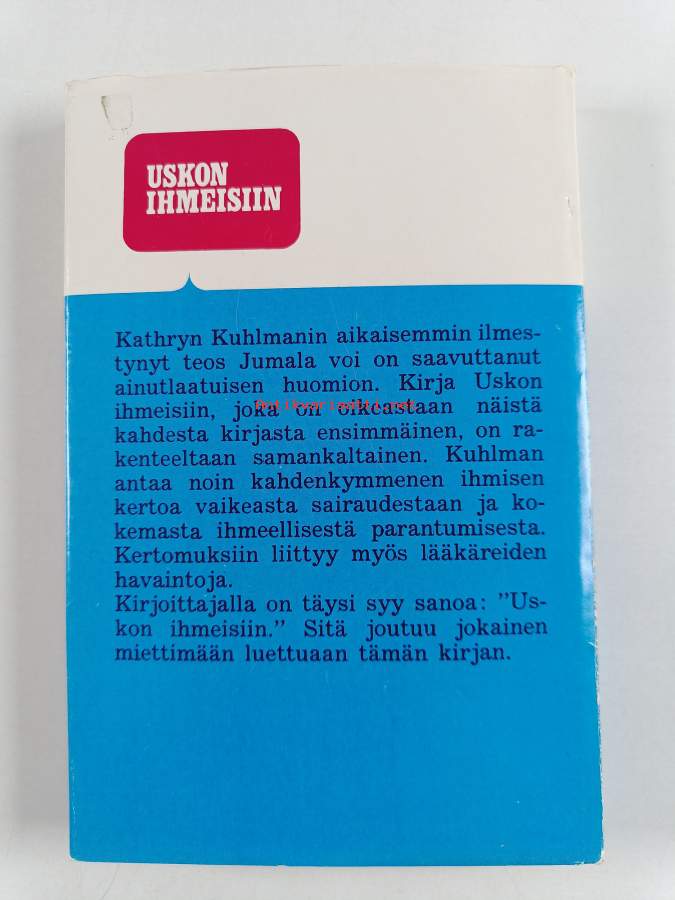 USKON
IHMEISIIN
Kathryn Kuhlmanin aikaisemmin ilmes-
tynyt teos Jumala voi on saavuttanut
ainutlaatuisen huomion. Kirja Uskon
ihmeisiin, joka on oikeastaan näistä
Antikvariaatti.net
kahdesta kirjasta ensimmäinen, on ra-
kenteeltaan samankaltainen. Kuhlman
antaa noin kahdenkymmenen ihmisen
kertoa vaikeasta sairaudestaan ja ko-
kemasta ihmeellisestä parantumisesta.
Kertomuksiin liittyy myös lääkäreiden
havaintoja.
Kirjoittajalla on täysi syy sanoa: ”Us-
kon ihmeisiin.” Sitä joutuu jokainen
miettimään luettuaan tämän kirjan.